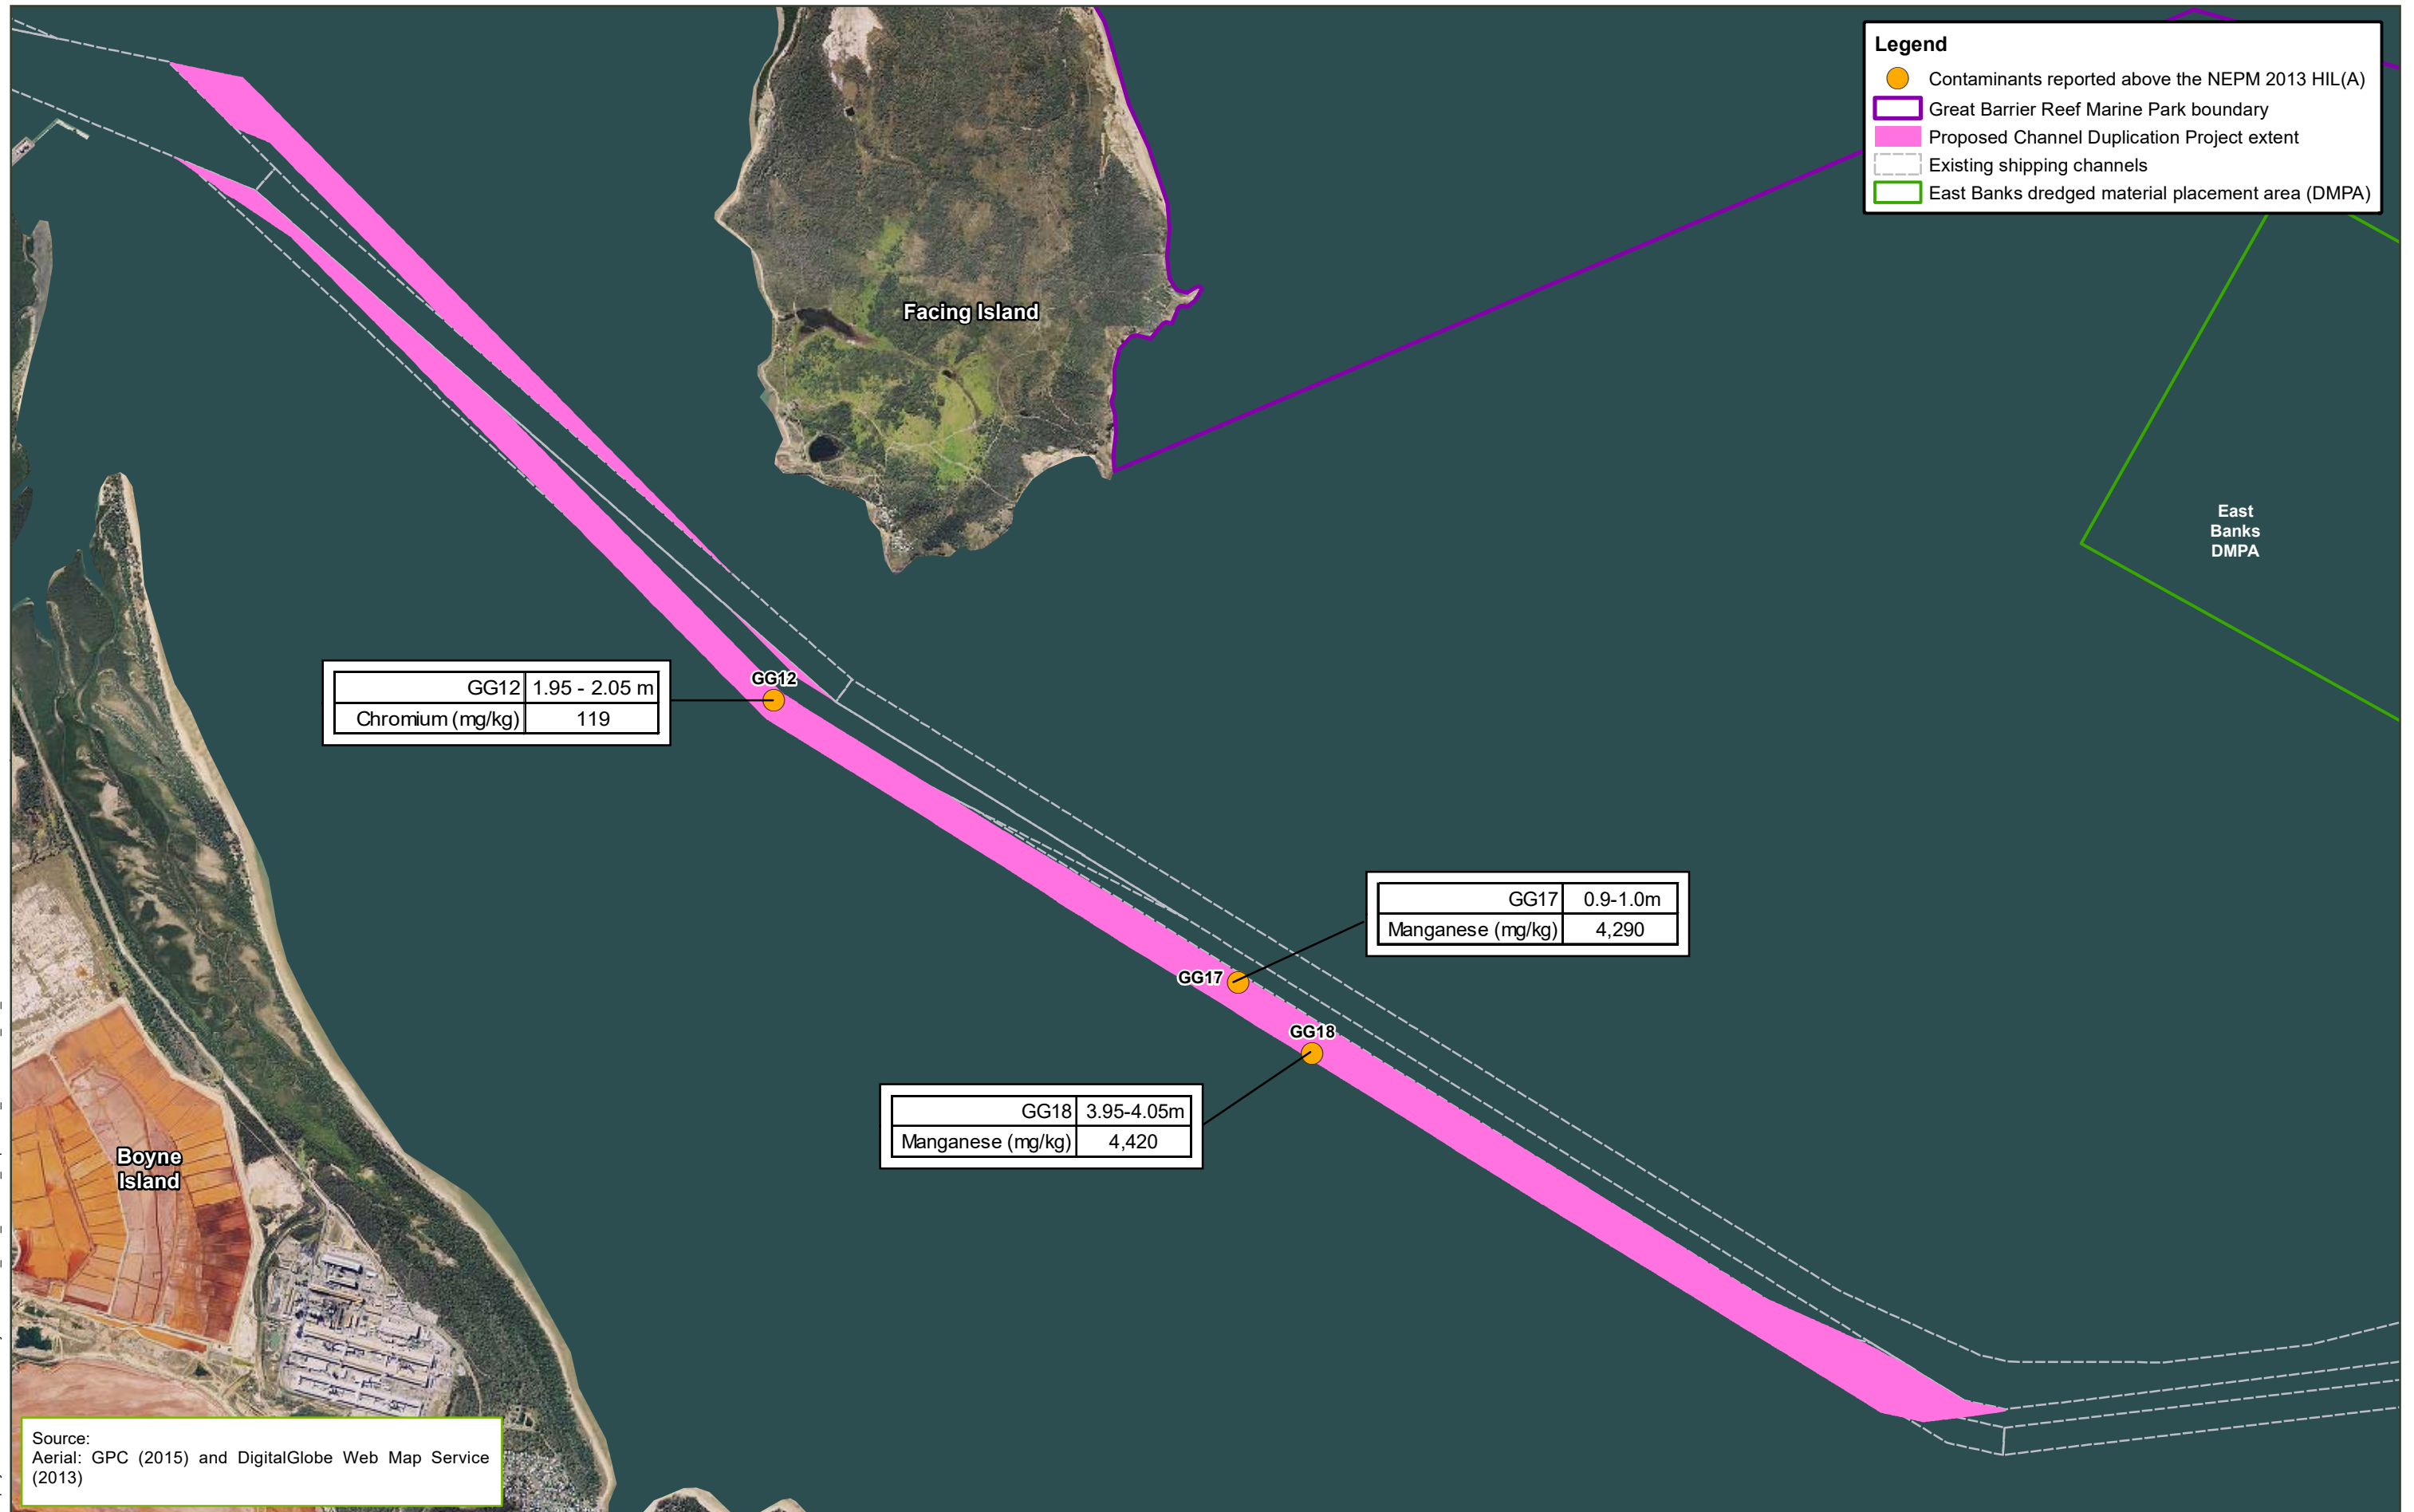 Legend
Contaminants reported above the NEPM 2013 HIL(A)
Great Barrier Reef Marine Park boundary
Proposed Channel Duplication Project extent
Existing shipping channels
East Banks dredged material placement area (DMPA)
Facing Island
East
Banks
DMPA
GG12
GG12 1.95 - 2.05 m
Chromium (mg/kg) 119
GG17 0.9-1.0m
Manganese (mg/kg) 4,290
GG17
GG18
GG18 3.95-4.05m
Manganese (mg/kg) 4,420
Boyne
Island
Source:
Aerial: GPC (2015) and DigitalGlobe Web Map Service
(2013)